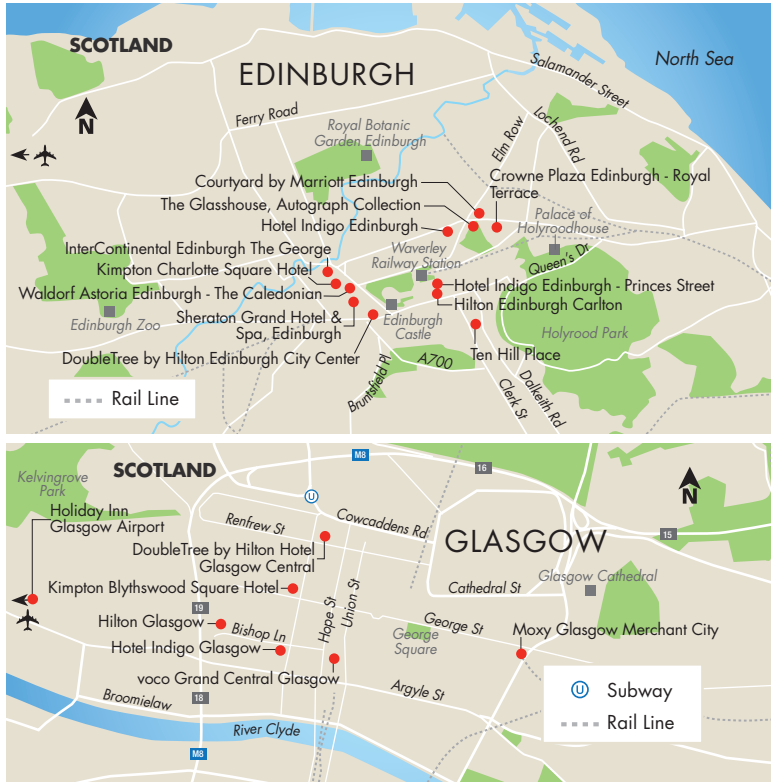 SCOTLAND
EDINBURGH
North Sea
N
Salamander Street
Ferry Road
Royal Botanic
Garden Edinburgh
Elm Row
Lochend Rd
Courtyard by Marriott Edinburgh
Crowne Plaza Edinburgh - Royal
Terrace
The Glasshouse, Autograph Collection
Hotel Indigo Edinburgh
Palace of
Holyroodhouse
InterContinental Edinburgh The George
Waverley
Railway Station
Queen's Dr
Kimpton Charlotte Square Hotel
Waldorf Astoria Edinburgh - The Caledonian
Hotel Indigo Edinburgh - Princes Street
Hilton Edinburgh Carlton
Edinburgh Zoo
Sheraton Grand Hotel &
Spa, Edinburgh
Edinburgh
Castle
Holyrood Park
DoubleTree by Hilton Edinburgh City Center
Ten Hill Place
A700
Bruntsfield Pl
Clerk St
Dalkeith Rd
Rail Line
SCOTLAND
M8
16
N
Kelvingrove
Park
Holiday Inn
Glasgow Airport
U
Renfrew St
Cowcaddens Rd
15
GLASGOW
DoubleTree by Hilton Hotel
Glasgow Central
Kimpton Blythswood Square Hotel
Cathedral St
Glasgow Cathedral
19
Hope St
Union St
Hilton Glasgow
Bishop Ln
George
Square
George St
Moxy Glasgow Merchant City
Hotel Indigo Glasgow
voco Grand Central Glasgow
Argyle St
Broomielaw
18
River Clyde
M8
U Subway
Rail Line